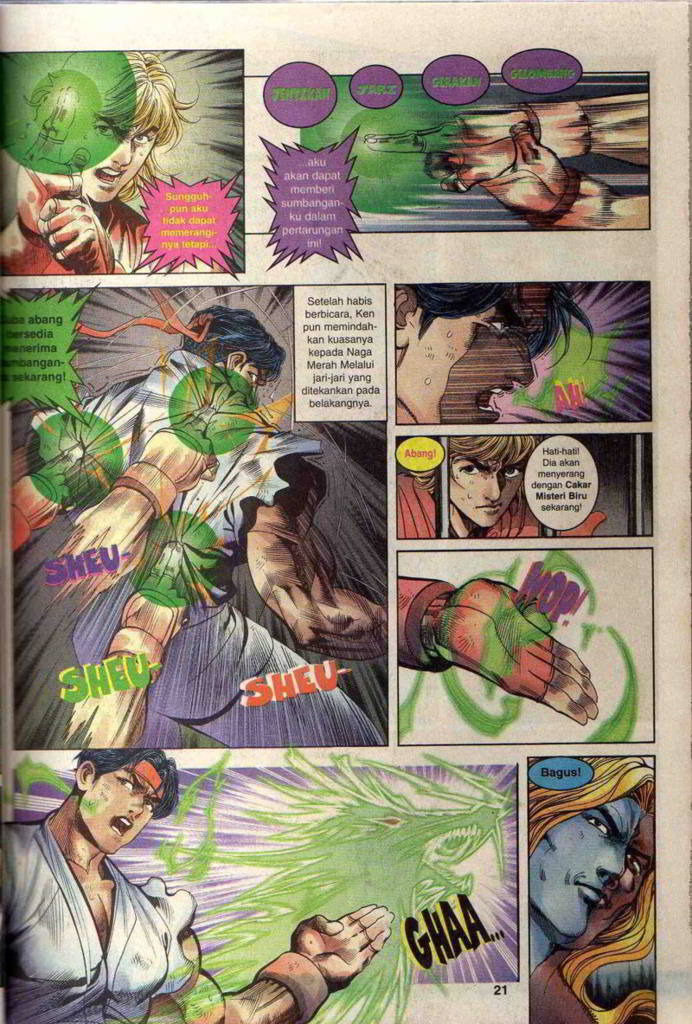 Sungguh-
pun aku
tidak dapat
memerangi-
nya tetapi...
JENTIKAN
JARI
GERAKAN
GELOMBANG
...aku
akan dapat
memberi
sumbangan-
ku dalam
pertarungan
ini!
abang
bersedia
menerima
sekarang!
Setelah habis
berbicara, Ken
pun memindah-
kan kuasanya
kepada Naga
Merah Melalui
jari-jari yang
ditekankan pada
belakangnya.
SHEU-
SHEU-
SHEU-
AH!
Abang!
Hati-hati!
Dia akan
menyerang
dengan Cakar
Misteri Biru
sekarang!
WOP!
GHAA...
Bagus!
21